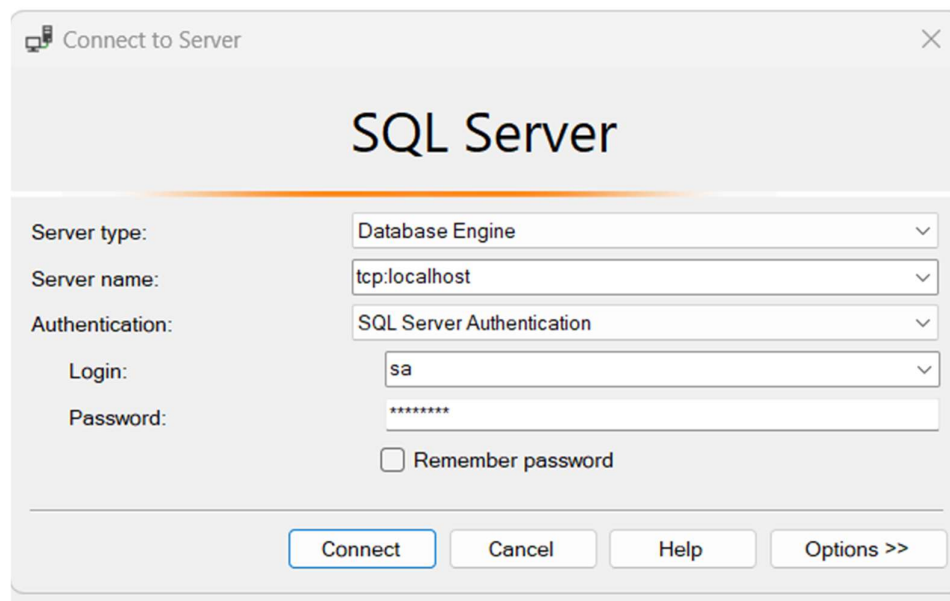 Connect to Server
SQL Server
Server type: Database Engine
Server name: tcp:localhost
Authentication: SQL Server Authentication
Login: sa
Password: ********
Remember password
Connect Cancel Help Options >>